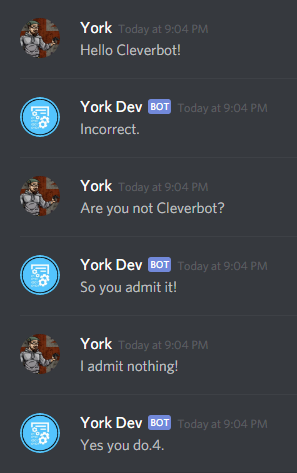 York Today at 9:04 PM
Hello Cleverbot!
York Dev BOT Today at 9:04 PM
Incorrect.
York Today at 9:04 PM
Are you not Cleverbot?
York Dev BOT Today at 9:04 PM
So you admit it!
York Today at 9:04 PM
I admit nothing!
York Dev BOT Today at 9:04 PM
Yes you do.4.